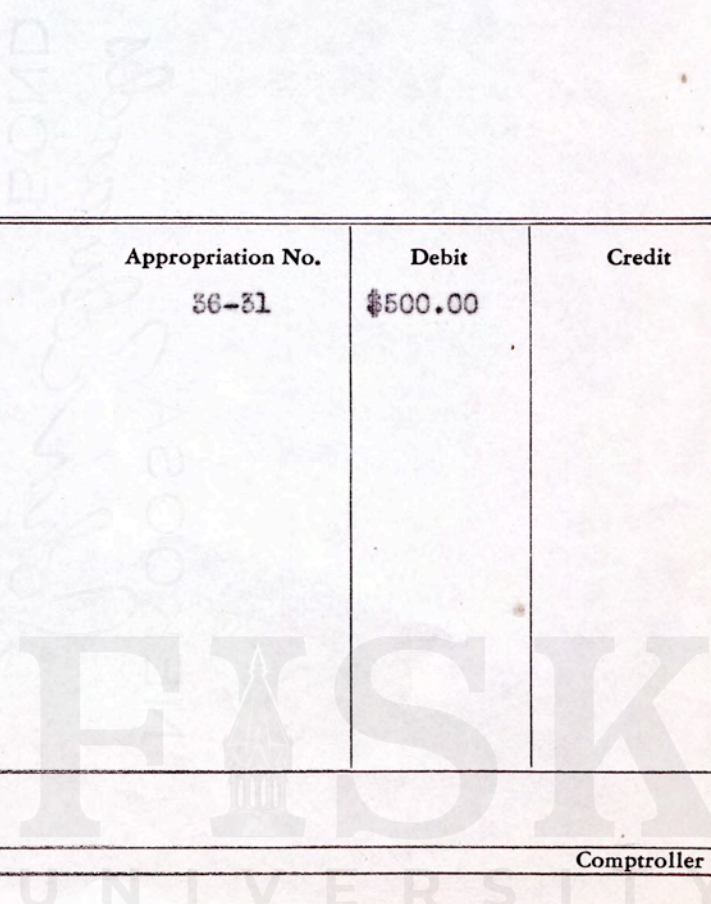 Appropriation No. Debit Credit
36-31 $500.00
FISK
Comptroller
UNIVERSITY